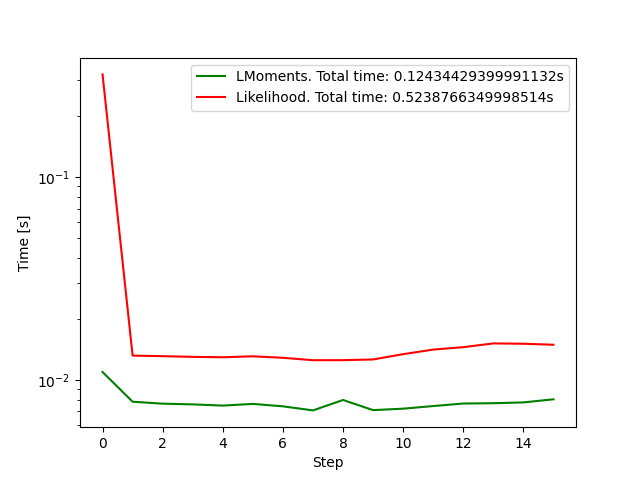 LMoments. Total time: 0.12434429399991132s
Likelihood. Total time: 0.5238766349998514s
10⁻¹
10⁻²
Time [s]
0 2 4 6 8 10 12 14
Step